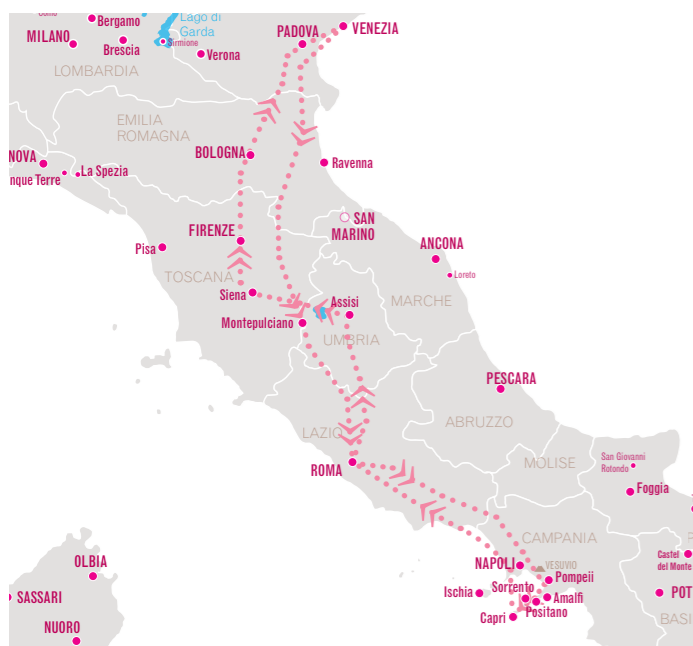 Lago di
Garda
Bergamo
MILANO
Brescia
Sirmione
Verona
PADOVA
VENEZIA
LOMBARDIA
EMILIA
ROMAGNA
BOLOGNA
Ravenna
NOVA
nque Terre
La Spezia
FIRENZE
SAN
MARINO
Pisa
ANCONA
Loreto
TOSCANA
Siena
MARCHE
Assisi
Montepulciano
UMBRIA
PESCARA
ABRUZZO
LAZIO
ROMA
MOLISE
San Giovanni
Rotondo
Foggia
CAMPANIA
NAPOLI
VESUVIO
Pompeii
Castel
del Monte
OLBIA
SASSARI
NUORO
Ischia
Sorrento
Amalfi
Positano
Capri
POT
BASI